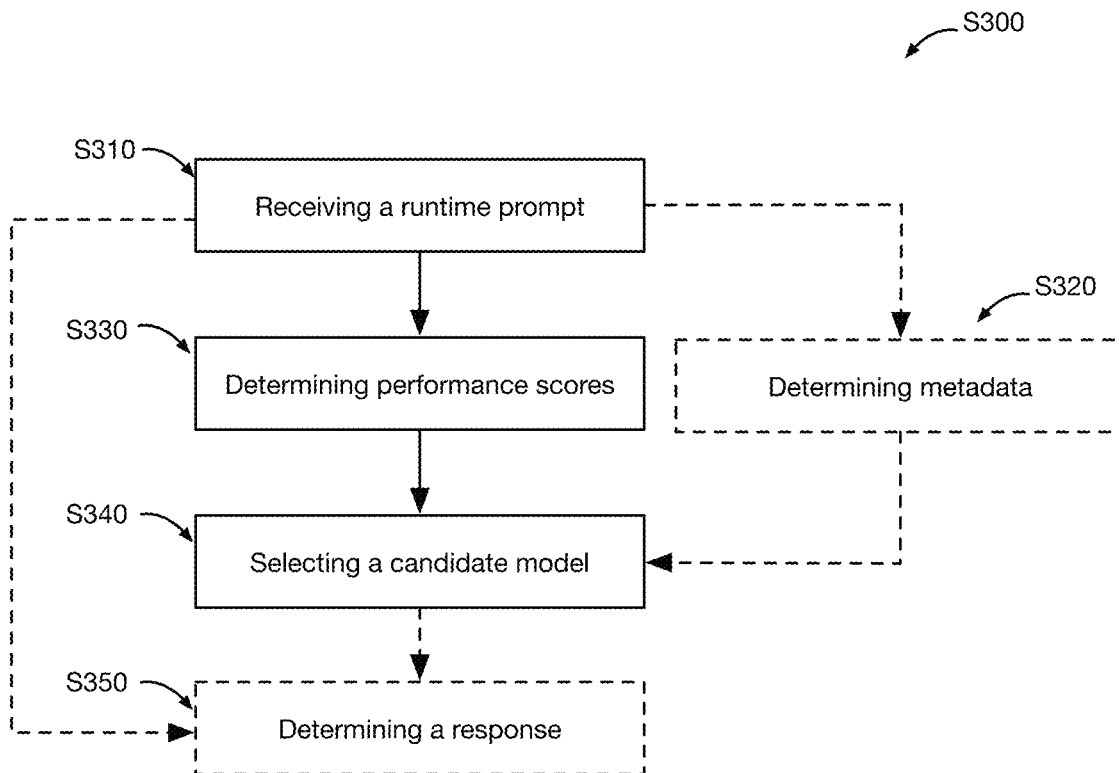 S300
S310
Receiving a runtime prompt
S320
S330
Determining performance scores
Determining metadata
S340
Selecting a candidate model
S350
Determining a response